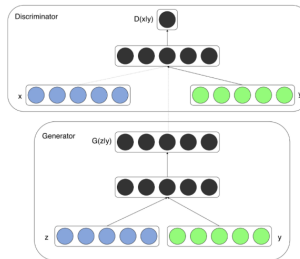 Discriminator
D(x|y)
x
y
Generator
G(z|y)
z
y